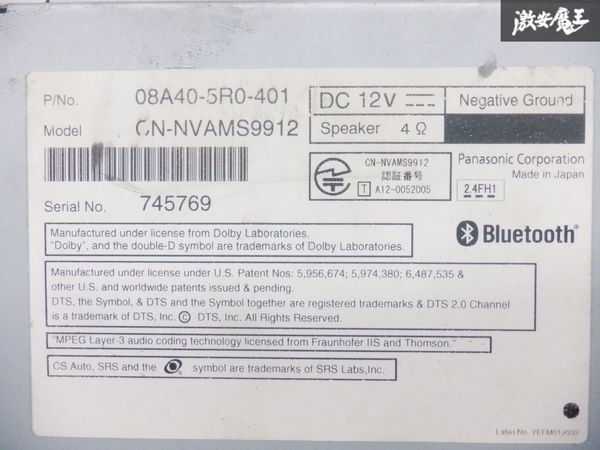 激安魔王
P/No. 08A40-5R0-401
DC 12V
Negative Ground
Model CN-NVAMS9912
Speaker 4 Ω
Serial No. 745769
CN-NVAMS9912
認証番号
T A12-0052005
Panasonic Corporation
Made in Japan
2.4FH1
Bluetooth®
Manufactured under license from Dolby Laboratories.
"Dolby", and the double-D symbol are trademarks of Dolby Laboratories.
Manufactured under license under U.S. Patent Nos: 5,956,674; 5,974,380; 6,487,535 &
other U.S. and worldwide patents issued & pending.
DTS, the Symbol, & DTS and the Symbol together are registered trademarks & DTS 2.0 Channel
is a trademark of DTS, Inc. © DTS, Inc. All Rights Reserved.
"MPEG Layer-3 audio coding technology licensed from Fraunhofer IIS and Thomson."
CS Auto, SRS and the symbol are trademarks of SRS Labs,Inc.
Label No. YEFM012032